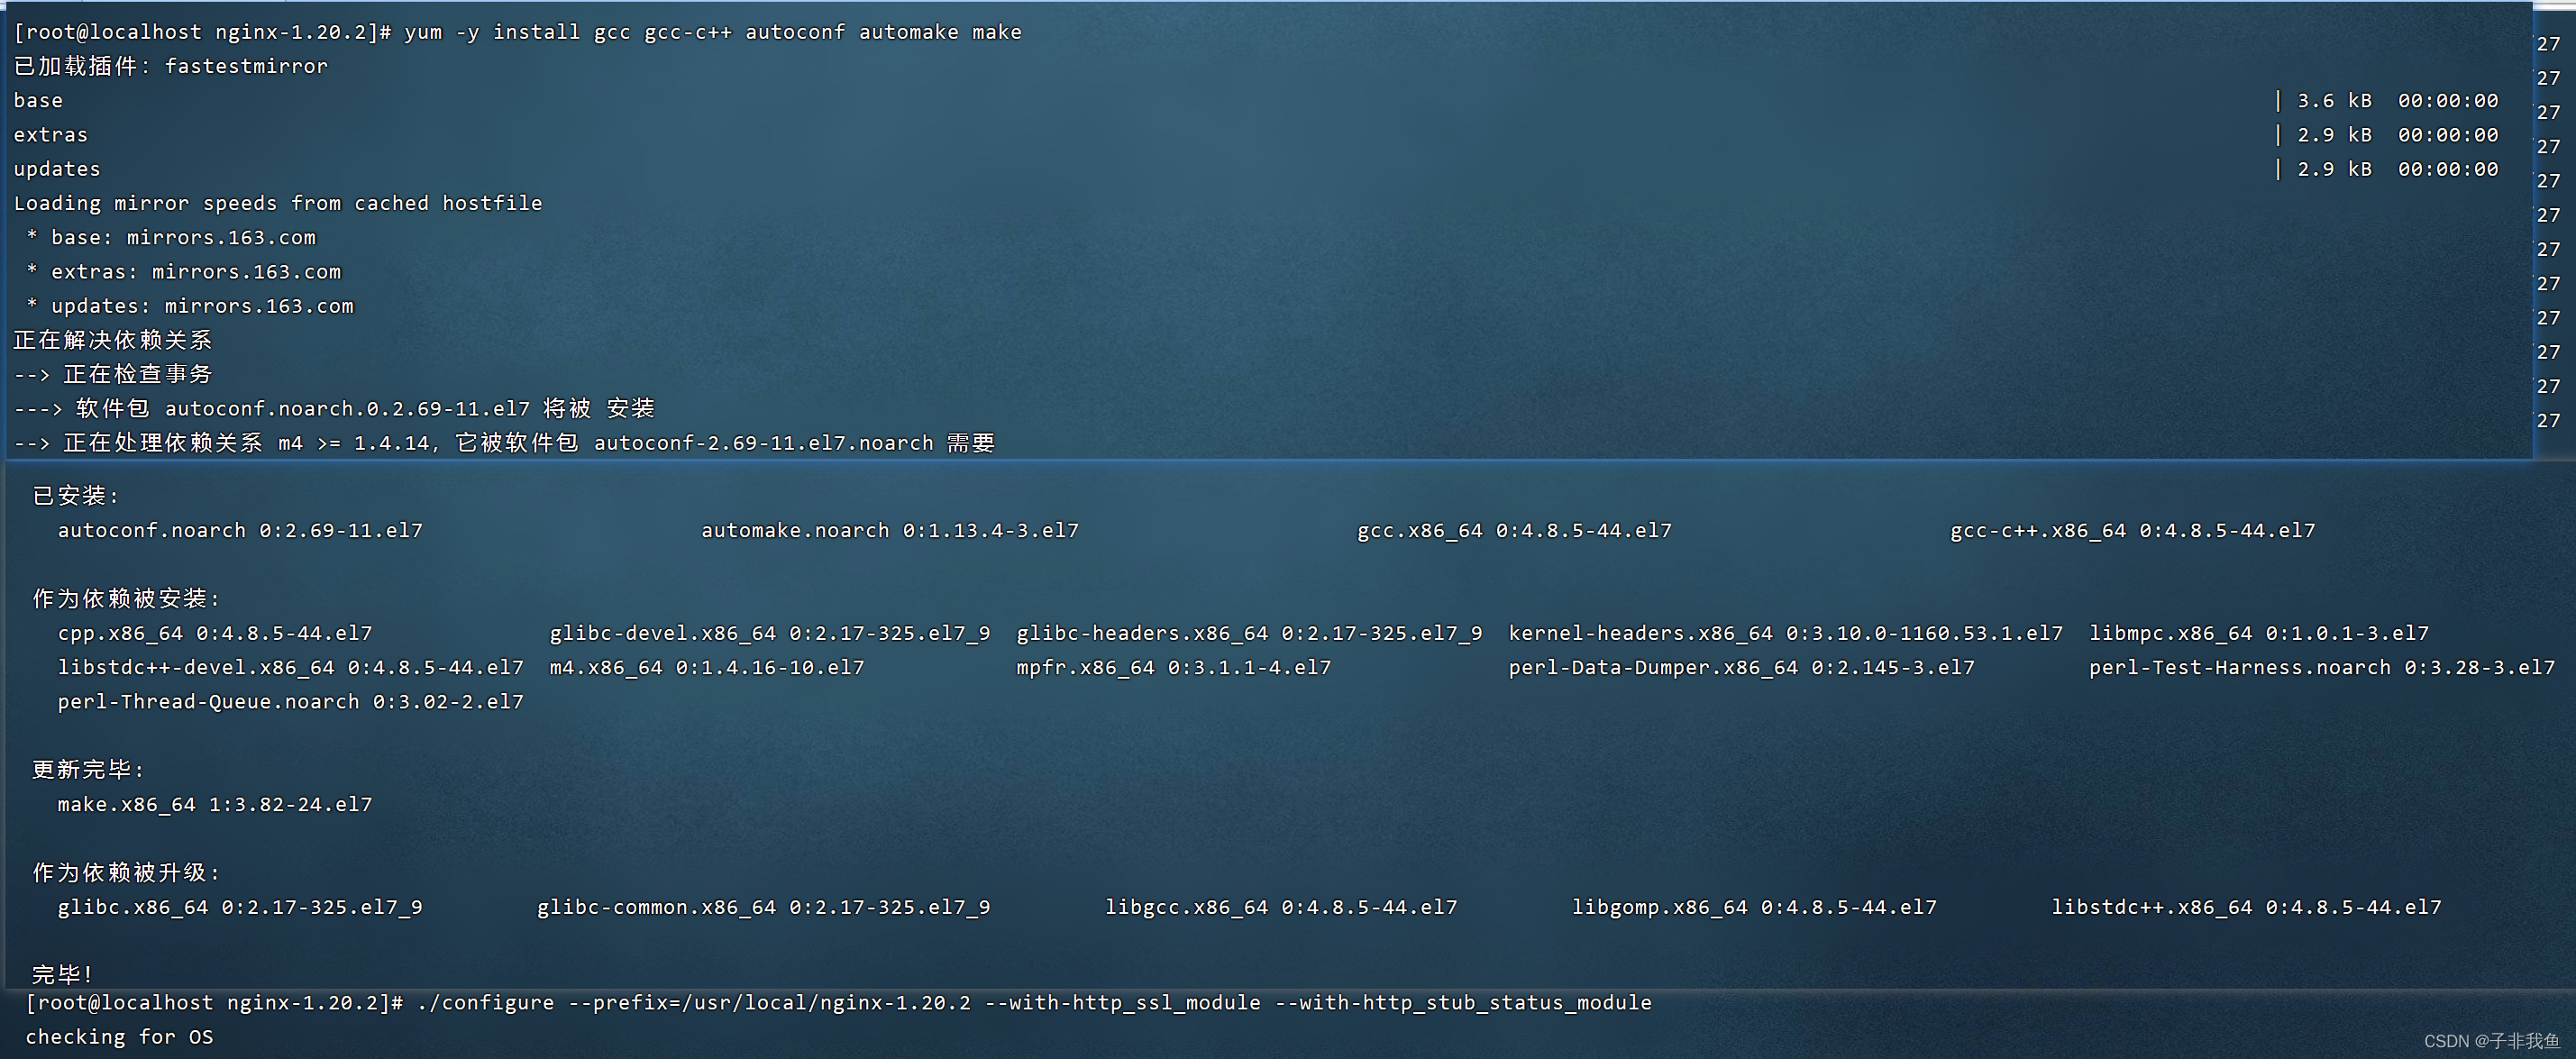 [root@localhost nginx-1.20.2]# yum -y install gcc gcc-c++ autoconf automake make
已加载插件：fastestmirror
base | 3.6 kB 00:00:00
extras | 2.9 kB 00:00:00
updates | 2.9 kB 00:00:00
Loading mirror speeds from cached hostfile
* base: mirrors.163.com
* extras: mirrors.163.com
* updates: mirrors.163.com
正在解决依赖关系
--> 正在检查事务
---> 软件包 autoconf.noarch.0.2.69-11.el7 将被 安装
--> 正在处理依赖关系 m4 >= 1.4.14，它被软件包 autoconf-2.69-11.el7.noarch 需要
27
27
27
27
27
27
27
27
27
27
27
27
已安装:
autoconf.noarch 0:2.69-11.el7 automake.noarch 0:1.13.4-3.el7 gcc.x86_64 0:4.8.5-44.el7 gcc-c++.x86_64 0:4.8.5-44.el7
作为依赖被安装:
cpp.x86_64 0:4.8.5-44.el7 glibc-devel.x86_64 0:2.17-325.el7_9 glibc-headers.x86_64 0:2.17-325.el7_9 kernel-headers.x86_64 0:3.10.0-1160.53.1.el7 libmpc.x86_64 0:1.0.1-3.el7
libstdc++-devel.x86_64 0:4.8.5-44.el7 m4.x86_64 0:1.4.16-10.el7 mpfr.x86_64 0:3.1.1-4.el7 perl-Data-Dumper.x86_64 0:2.145-3.el7 perl-Test-Harness.noarch 0:3.28-3.el7
perl-Thread-Queue.noarch 0:3.02-2.el7
更新完毕:
make.x86_64 1:3.82-24.el7
作为依赖被升级:
glibc.x86_64 0:2.17-325.el7_9 glibc-common.x86_64 0:2.17-325.el7_9 libgcc.x86_64 0:4.8.5-44.el7 libgomp.x86_64 0:4.8.5-44.el7 libstdc++.x86_64 0:4.8.5-44.el7
完毕!
[root@localhost nginx-1.20.2]# ./configure --prefix=/usr/local/nginx-1.20.2 --with-http_ssl_module --with-http_stub_status_module
checking for OS
CSDN @子非我鱼